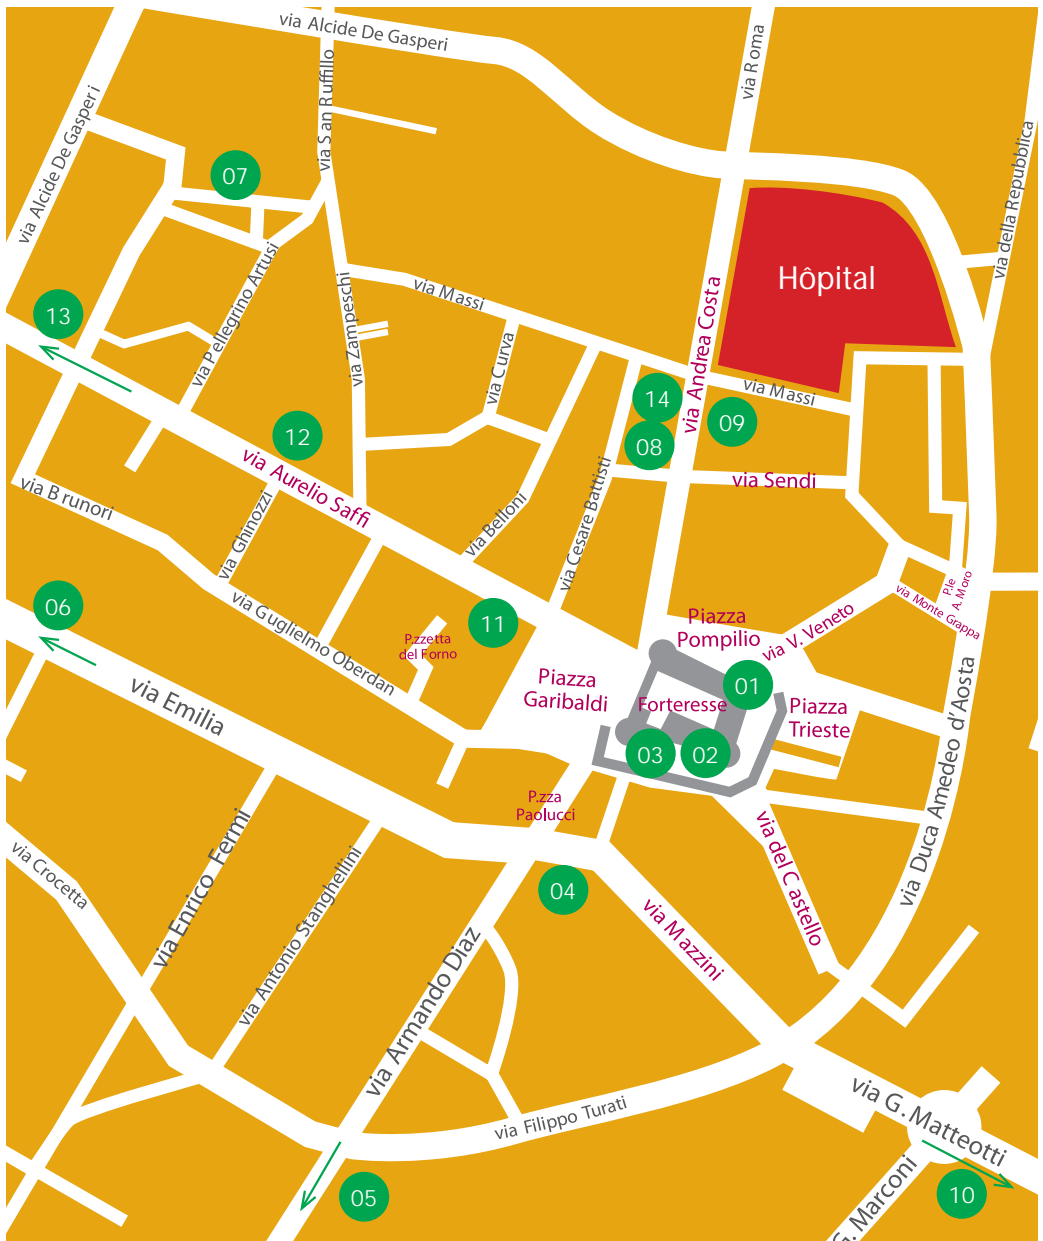 via Alcide De Gasperi
via Roma
via S an Ruffillo
via Alcide De Gasper i
via della Repubblica
07
via Pellegrino Artusi
Hôpital
via Massi
via Zampeschi
via Andrea Costa
13
via Curva
via Massi
14
09
12
08
via Aurelio Saffi
via Sendi
via B runori
via Ghinozzi
via Belloni
via Cesare Battisti
P.le
A. Moro
via Monte Grappa
06
via Guglielmo Oberdan
11
P.zzetta
del Forno
Piazza
Pompilio
via V. Veneto
Piazza
Garibaldi
01
Forteresse
Piazza
Trieste
via Emilia
03
02
via Duca Amedeo d'Aosta
P.zza
Paolucci
via del C astello
via Crocetta
via Enrico Fermi
via Antonio Stanghellini
04
via Mazzini
via Armando Diaz
via Filippo Turati
via G. Matteotti
05
10
G. Marconi